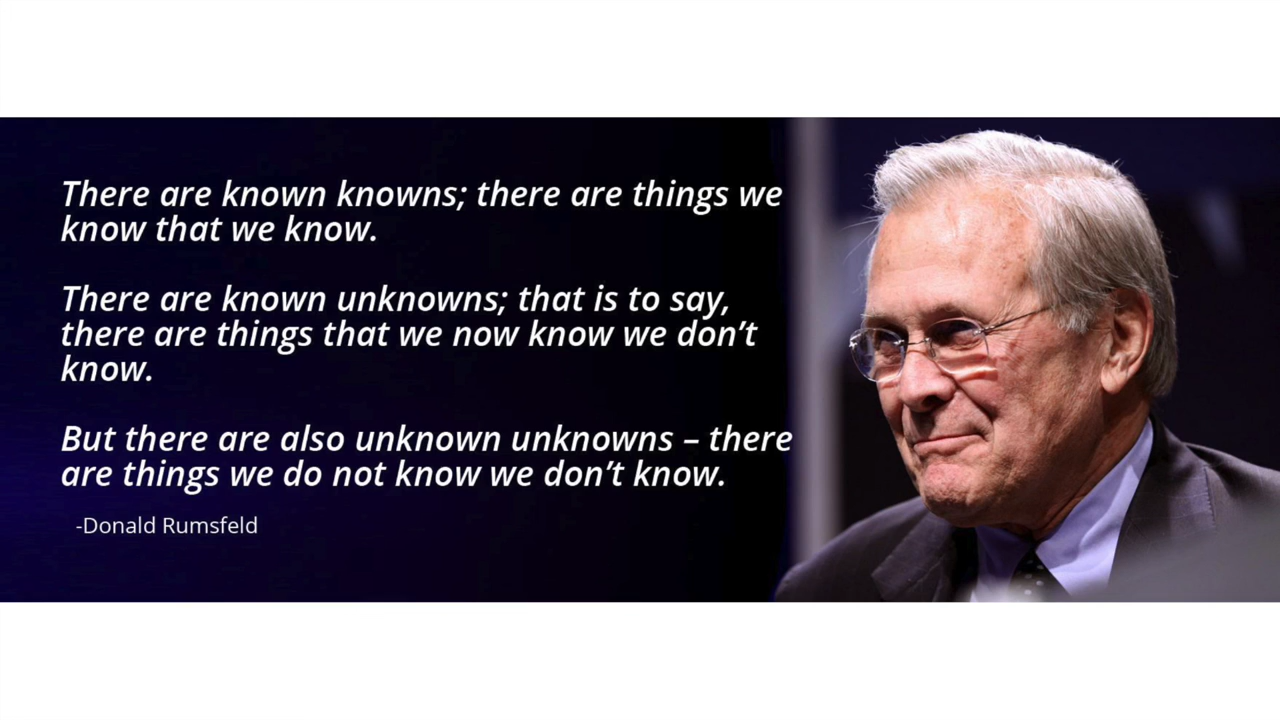 There are known knowns; there are things we
know that we know.
There are known unknowns; that is to say,
there are things that we now know we don’t
know.
But there are also unknown unknowns – there
are things we do not know we don’t know.
-Donald Rumsfeld